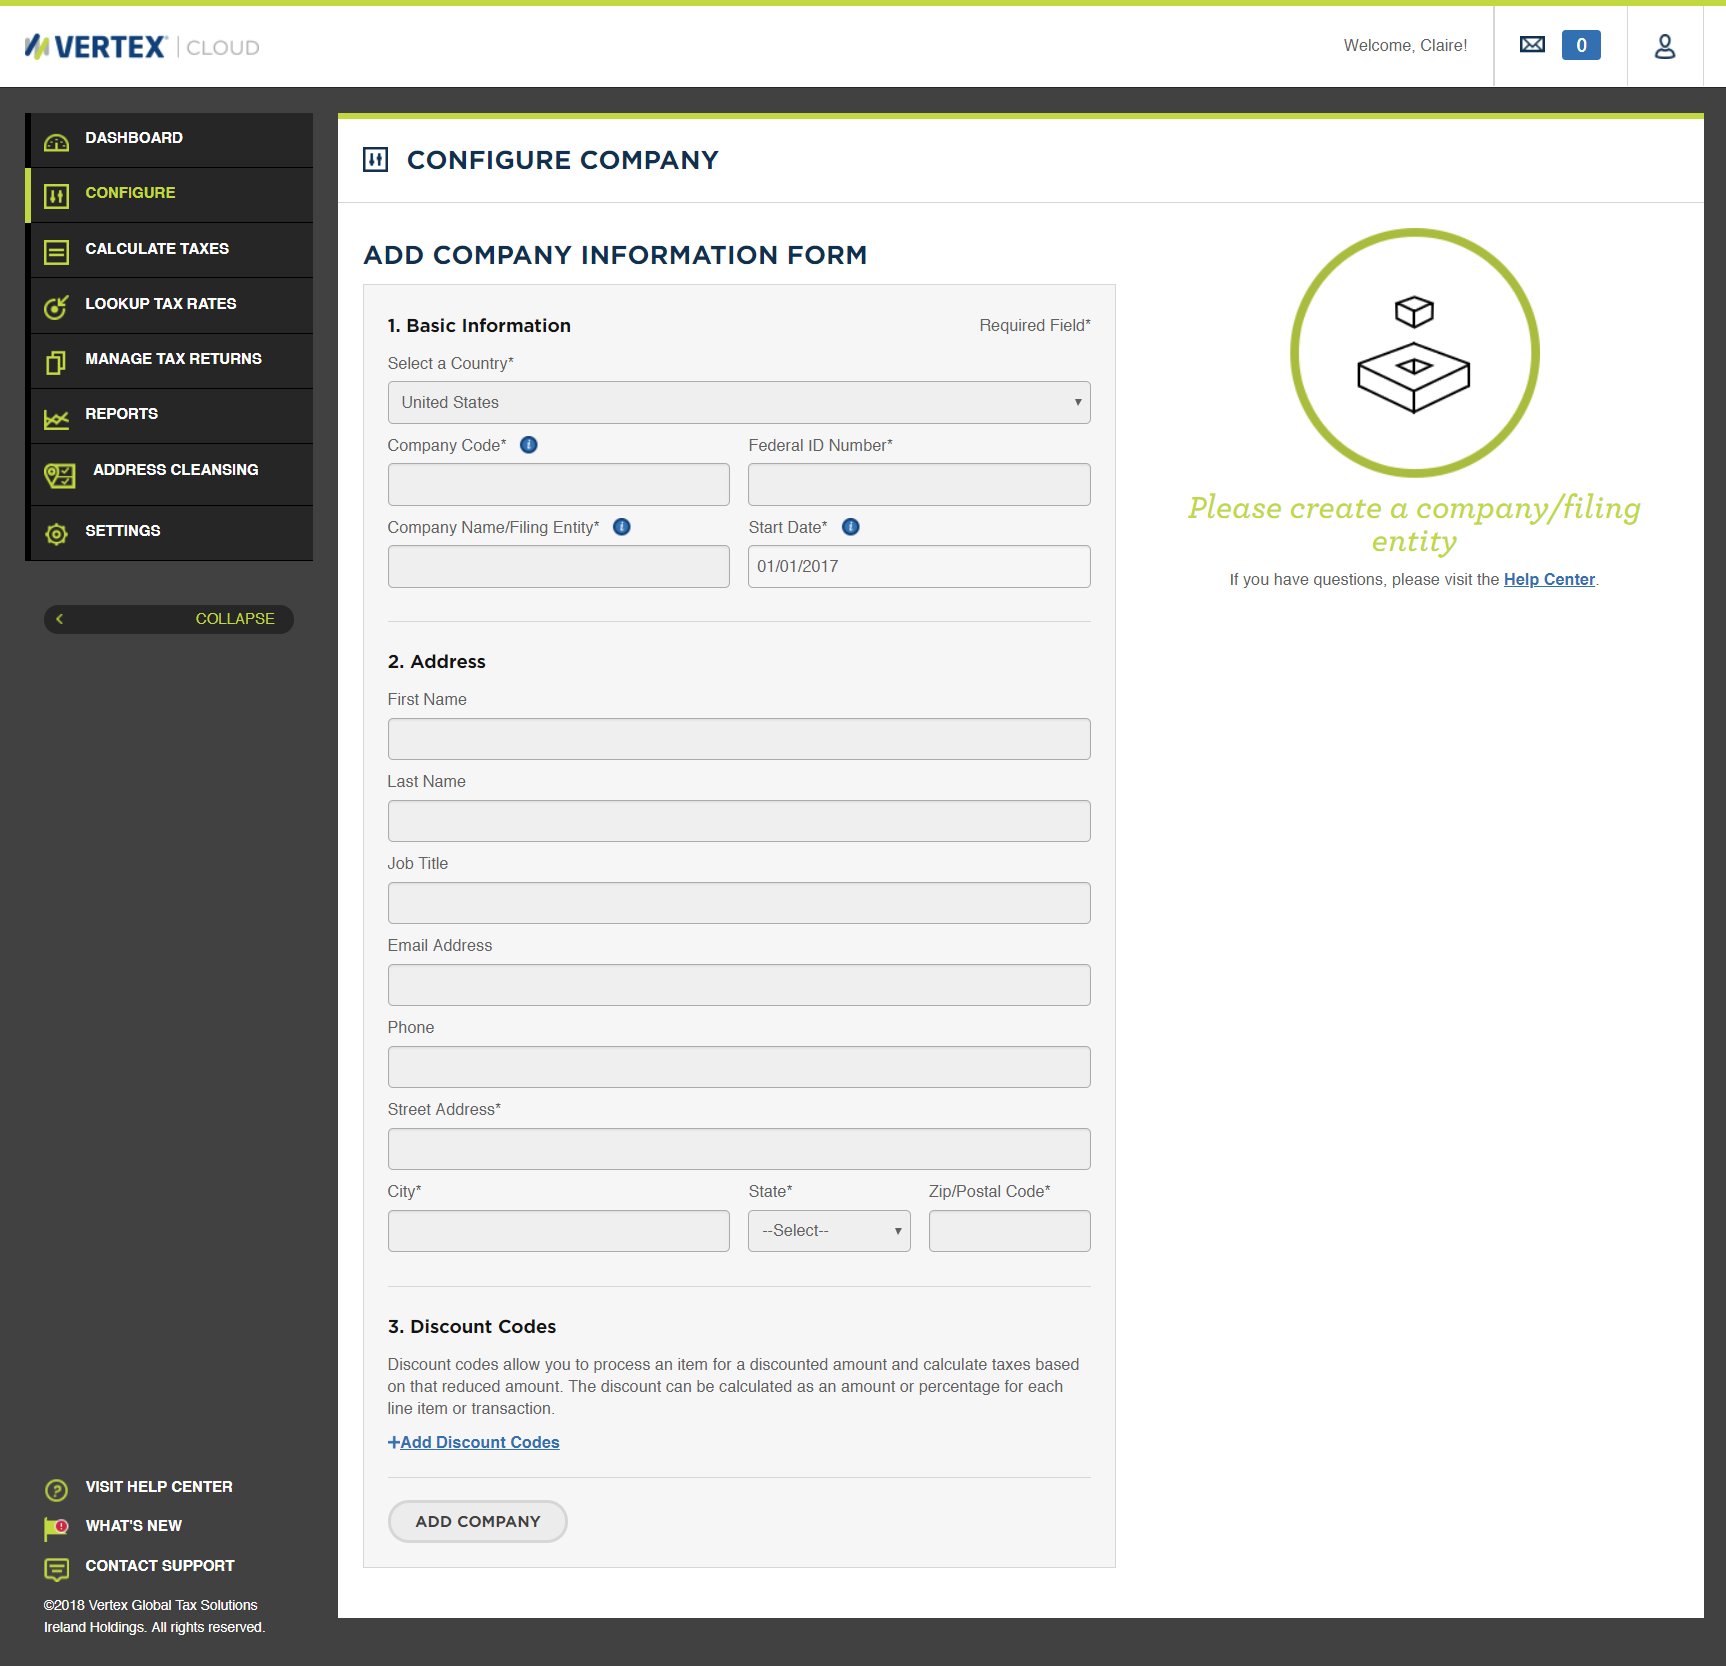 VERTEX | CLOUD
Welcome, Claire!
0
DASHBOARD
CONFIGURE
CALCULATE TAXES
LOOKUP TAX RATES
MANAGE TAX RETURNS
REPORTS
ADDRESS CLEANSING
SETTINGS
COLLAPSE
VISIT HELP CENTER
WHAT'S NEW
CONTACT SUPPORT
©2018 Vertex Global Tax Solutions
Ireland Holdings. All rights reserved.
CONFIGURE COMPANY
ADD COMPANY INFORMATION FORM
1. Basic Information
Required Field*
Select a Country*
United States
Company Code*
Federal ID Number*
Company Name/Filing Entity*
Start Date*
01/01/2017
2. Address
First Name
Last Name
Job Title
Email Address
Phone
Street Address*
City*
State*
Zip/Postal Code*
--Select--
3. Discount Codes
Discount codes allow you to process an item for a discounted amount and calculate taxes based
on that reduced amount. The discount can be calculated as an amount or percentage for each
line item or transaction.
+Add Discount Codes
ADD COMPANY
Please create a company/filing
entity
If you have questions, please visit the Help Center.